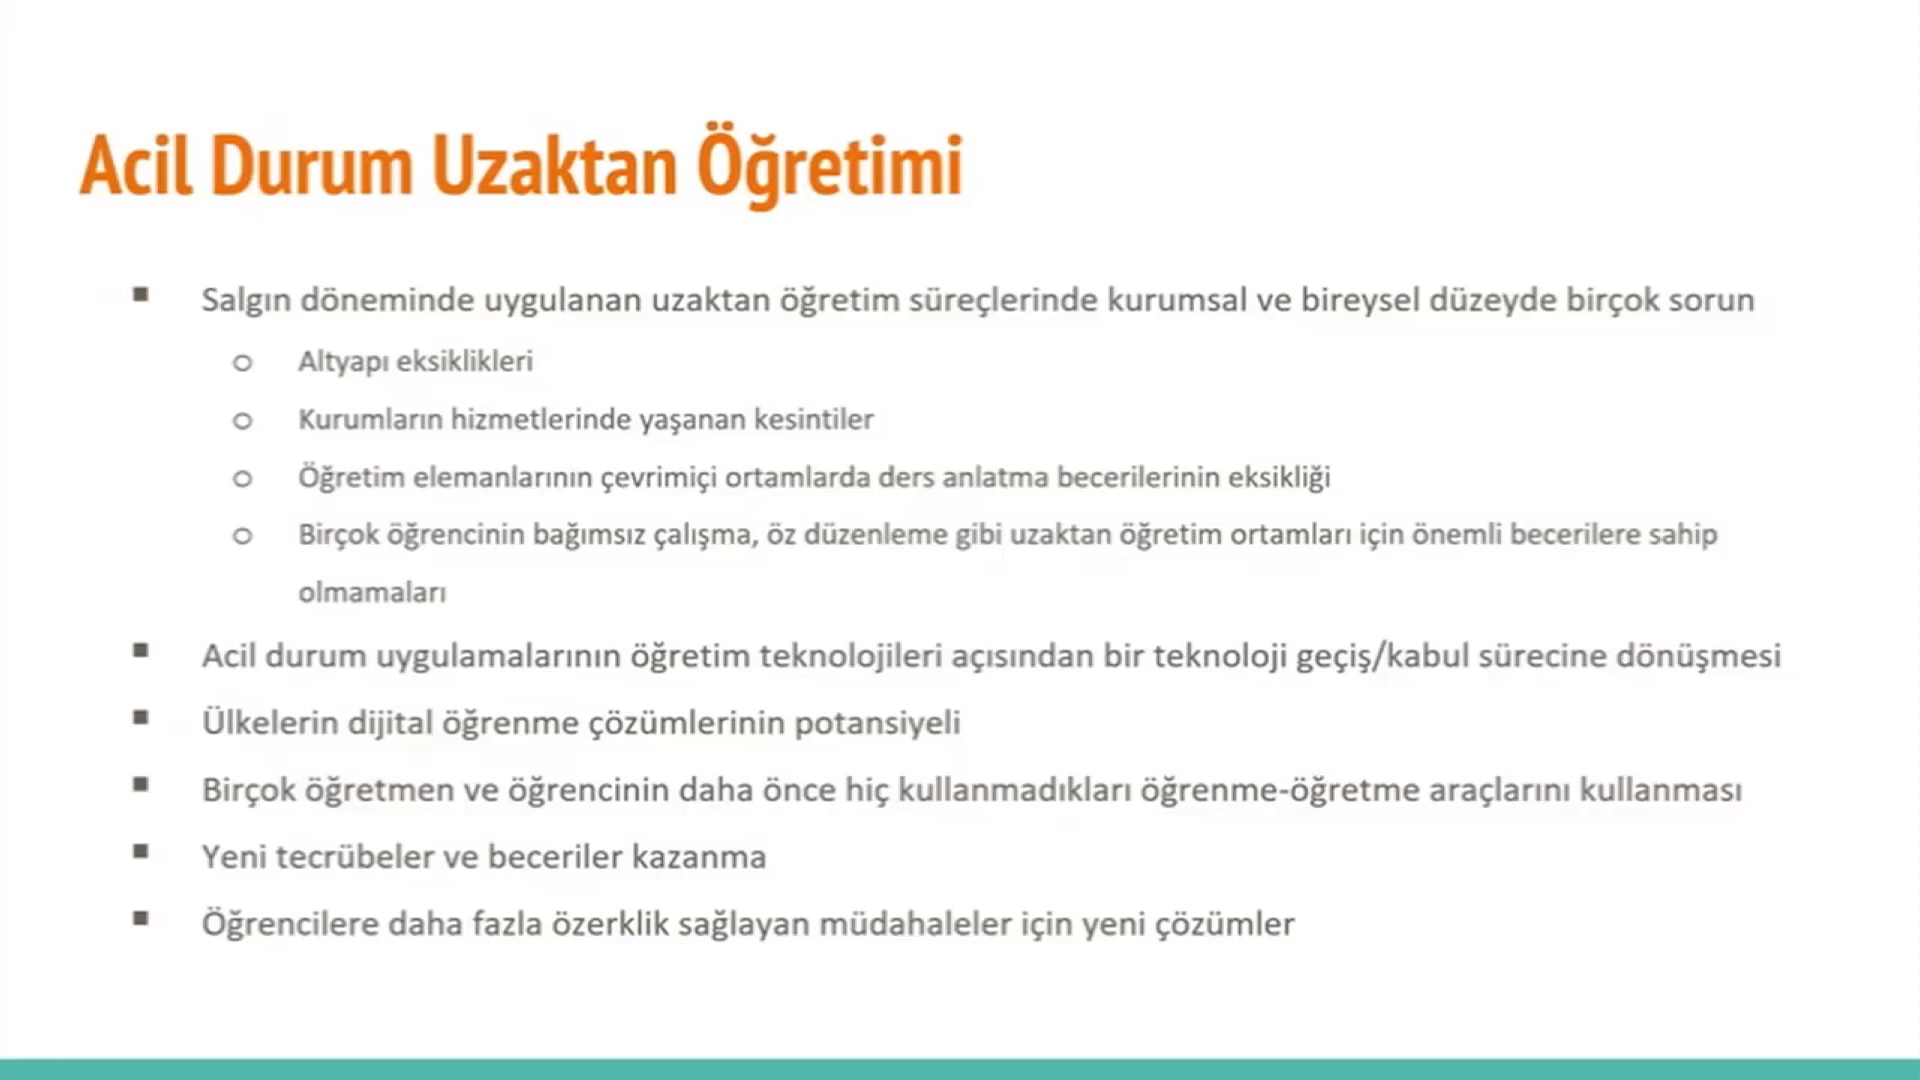 Acil Durum Uzaktan Öğretimi
▪ Salgın döneminde uygulanan uzaktan öğretim süreçlerinde kurumsal ve bireysel düzeyde birçok sorun
o Altyapı eksiklikleri
o Kurumların hizmetlerinde yaşanan kesintiler
o Öğretim elemanlarının çevrimiçi ortamlarda ders anlatma becerilerinin eksikliği
o Birçok öğrencinin bağımsız çalışma, öz düzenleme gibi uzaktan öğretim ortamları için önemli becerilere sahip
olmamaları
▪ Acil durum uygulamalarının öğretim teknolojileri açısından bir teknoloji geçiş/kabul sürecine dönüşmesi
▪ Ülkelerin dijital öğrenme çözümlerinin potansiyeli
▪ Birçok öğretmen ve öğrencinin daha önce hiç kullanmadıkları öğrenme-öğretme araçlarını kullanması
▪ Yeni tecrübeler ve beceriler kazanma
▪ Öğrencilere daha fazla özerklik sağlayan müdahaleler için yeni çözümler